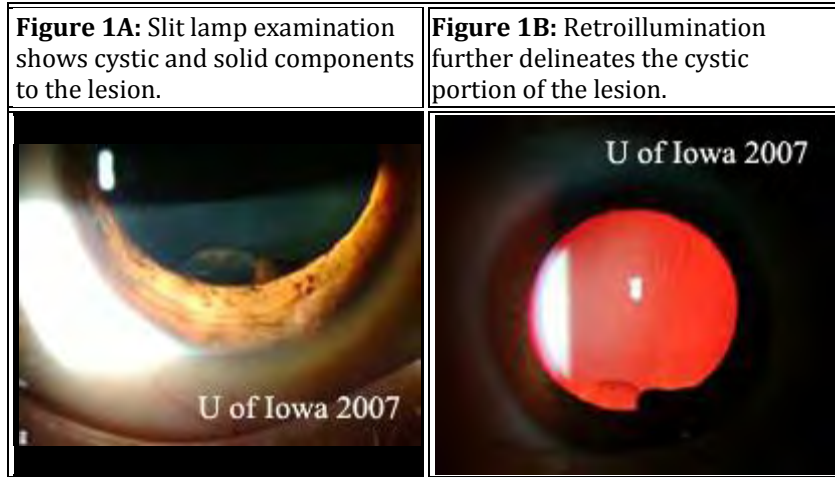 Figure 1A: Slit lamp examination
shows cystic and solid components
to the lesion.
Figure 1B: Retroillumination
further delineates the cystic
portion of the lesion.
U of Iowa 2007
U of Iowa 2007